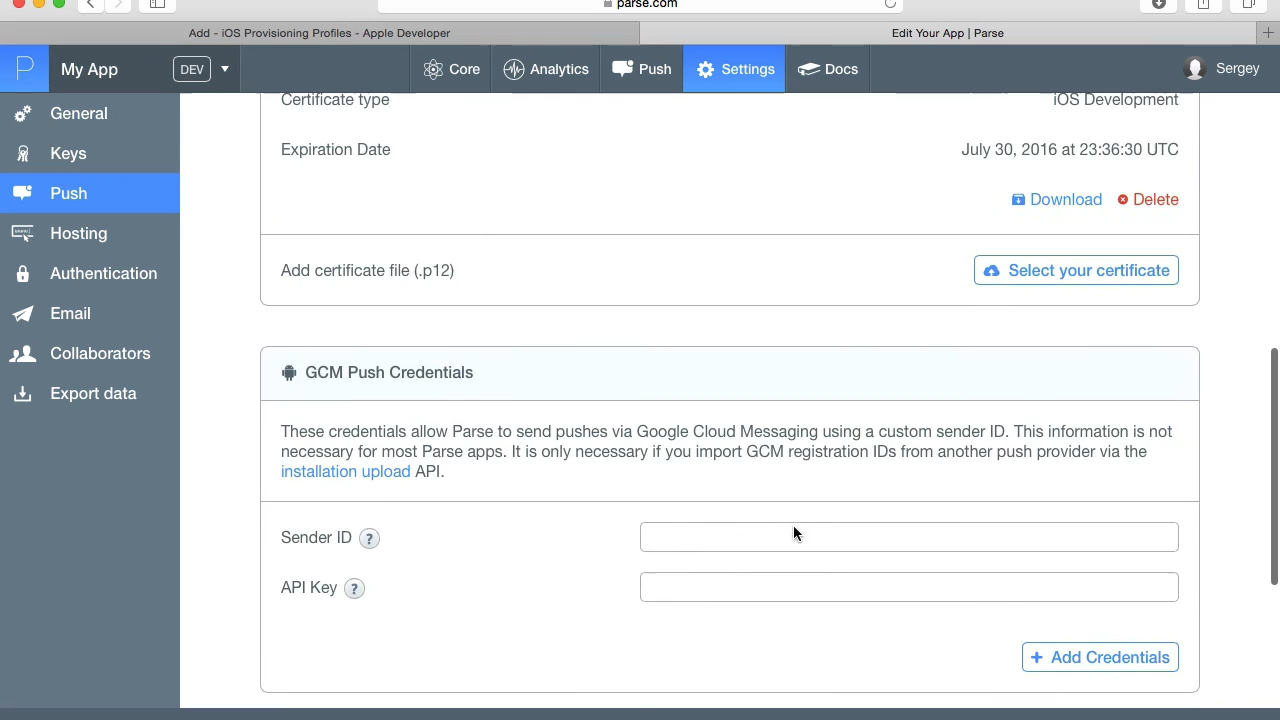 parse.com
Add - iOS Provisioning Profiles - Apple Developer
Edit Your App | Parse
My App DEV Core Analytics Push Settings Docs Sergey
General
Keys
Push
Hosting
Authentication
Email
Collaborators
Export data
Certificate type iOS Development
Expiration Date July 30, 2016 at 23:36:30 UTC
Download Delete
Add certificate file (.p12) Select your certificate
GCM Push Credentials
These credentials allow Parse to send pushes via Google Cloud Messaging using a custom sender ID. This information is not
necessary for most Parse apps. It is only necessary if you import GCM registration IDs from another push provider via the
installation upload API.
Sender ID ?
API Key ?
+ Add Credentials